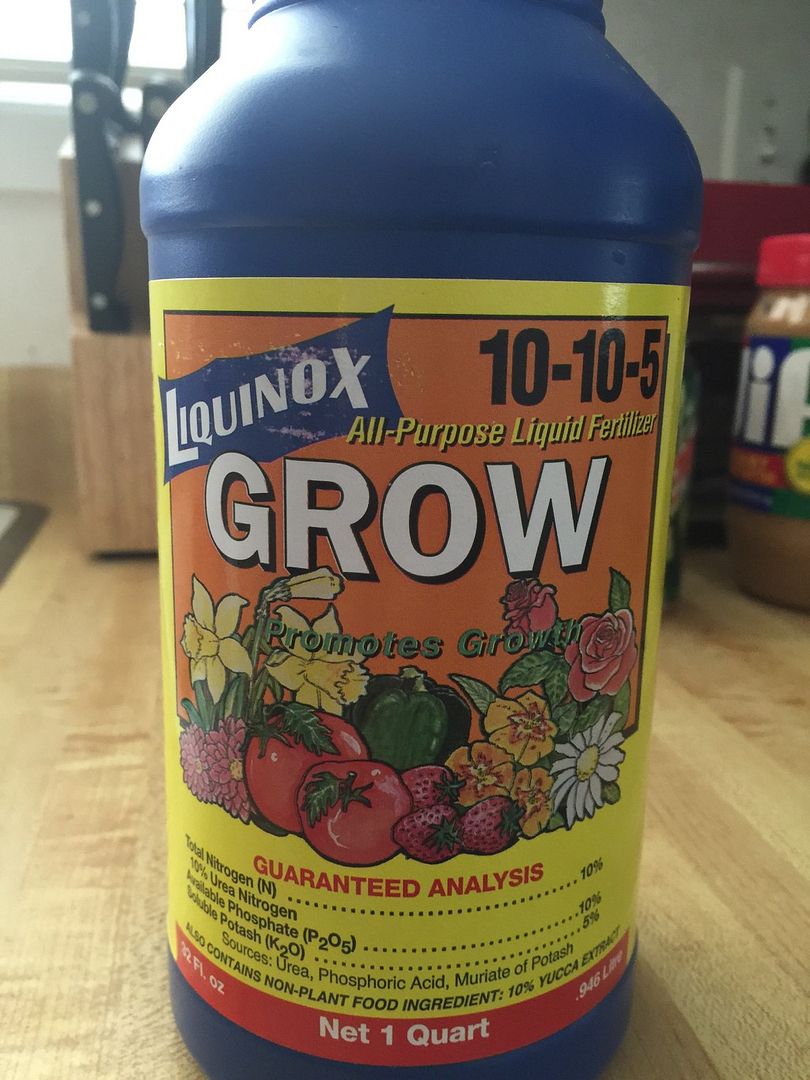 LIQUINOX
10-10-5
All-Purpose Liquid Fertilizer
GROW
Promotes Growth
GUARANTEED ANALYSIS
Total Nitrogen (N) 10%
10% Urea Nitrogen
Available Phosphate (P₂O₅) 10%
Soluble Potash (K₂O) 5%
Sources: Urea, Phosphoric Acid, Muriate of Potash
ALSO CONTAINS NON-PLANT FOOD INGREDIENT: 10% YUCCA EXTRACT
32 Fl. oz
Net 1 Quart
.946 Litre
JiF